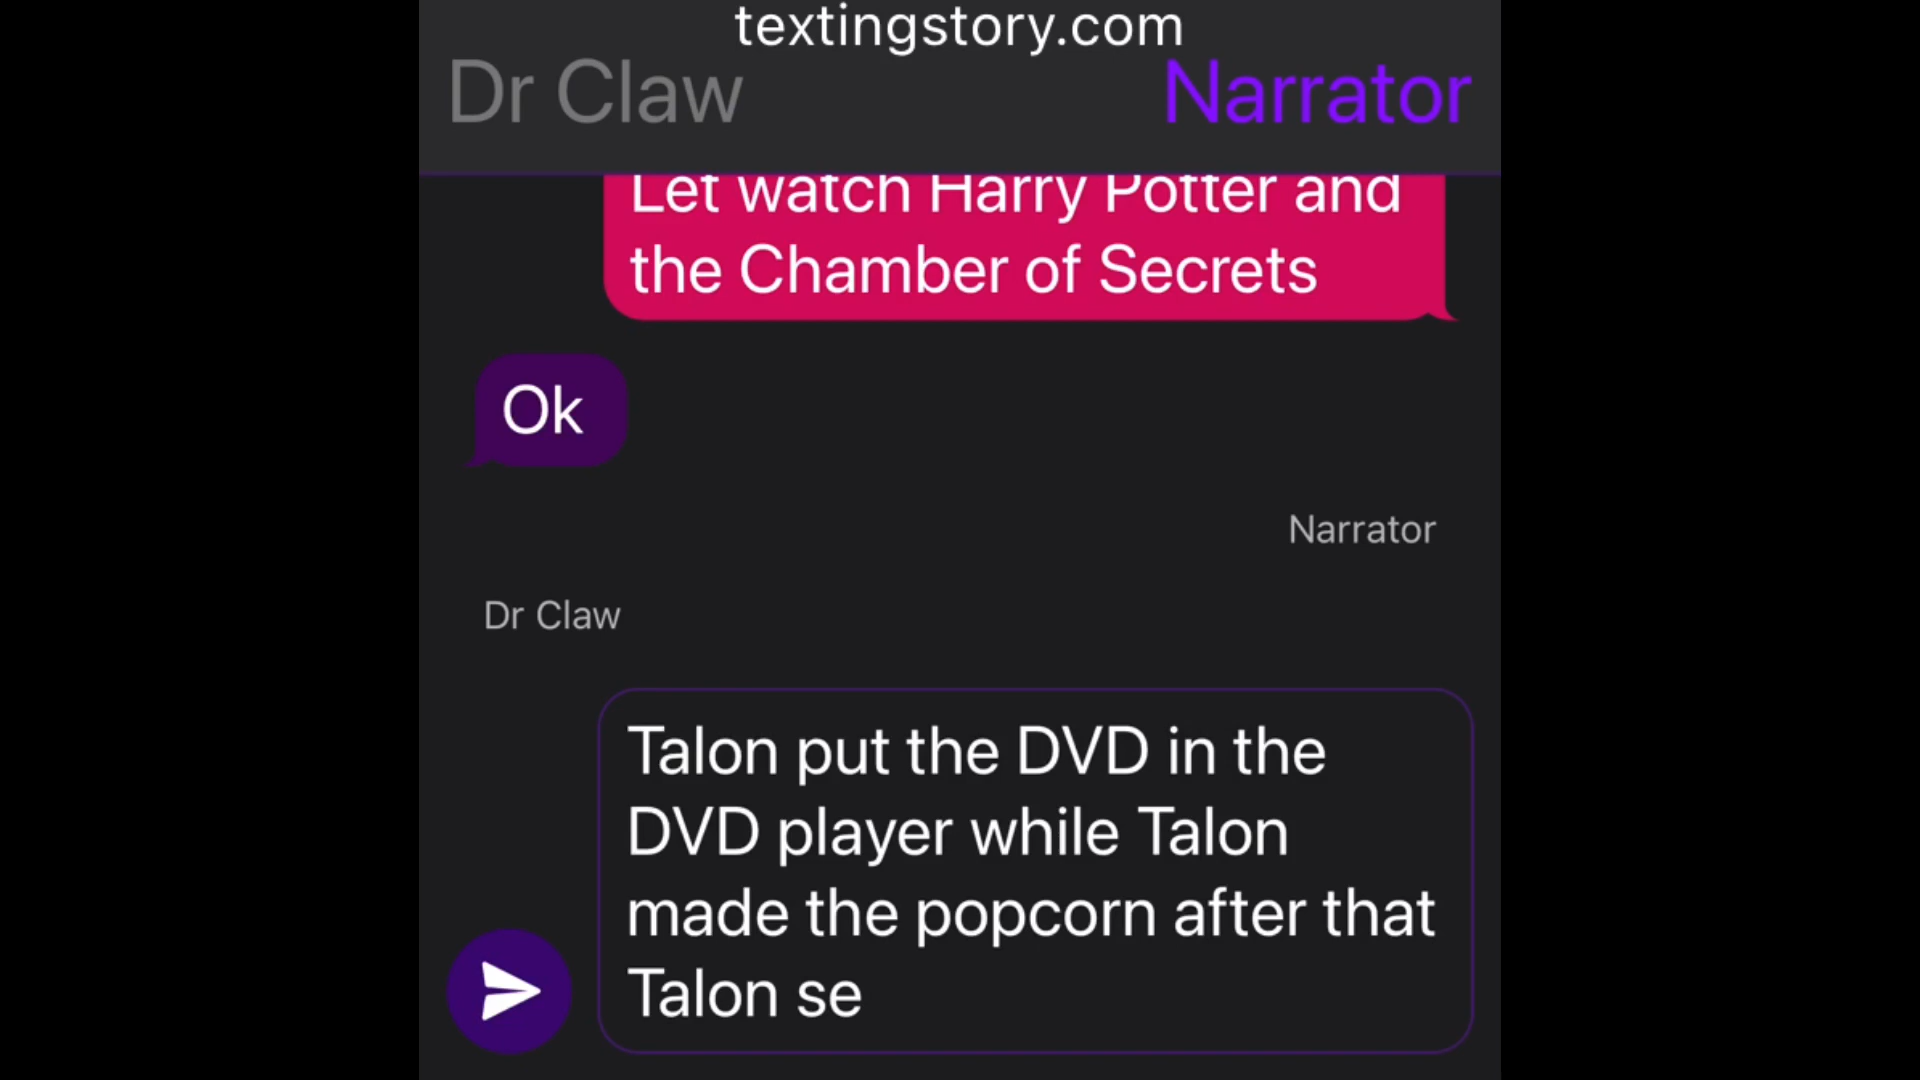 textingstory.com
Dr Claw
Narrator
Let watch Harry Potter and
the Chamber of Secrets
Ok
Narrator
Dr Claw
Talon put the DVD in the
DVD player while Talon
made the popcorn after that
Talon se